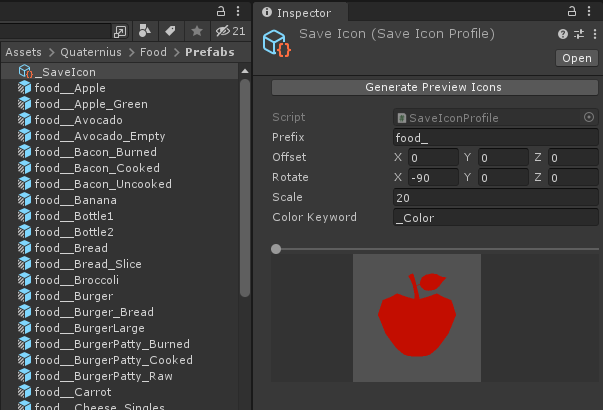 21
Assets > Quaternius > Food > Prefabs
_SaveIcon
food__Apple
food__Apple_Green
food__Avocado
food__Avocado_Empty
food__Bacon_Burned
food__Bacon_Cooked
food__Bacon_Uncooked
food__Banana
food__Bottle1
food__Bottle2
food__Bread
food__Bread_Slice
food__Broccoli
food__Burger
food__Burger_Bread
food__BurgerLarge
food__BurgerPatty_Burned
food__BurgerPatty_Cooked
food__BurgerPatty_Raw
food__Carrot
food__Cheese_Singles
Inspector
Save Icon (Save Icon Profile)
Open
Generate Preview Icons
Script SaveIconProfile
Prefix food_
Offset X 0 Y 0 Z 0
Rotate X -90 Y 0 Z 0
Scale 20
Color Keyword _Color